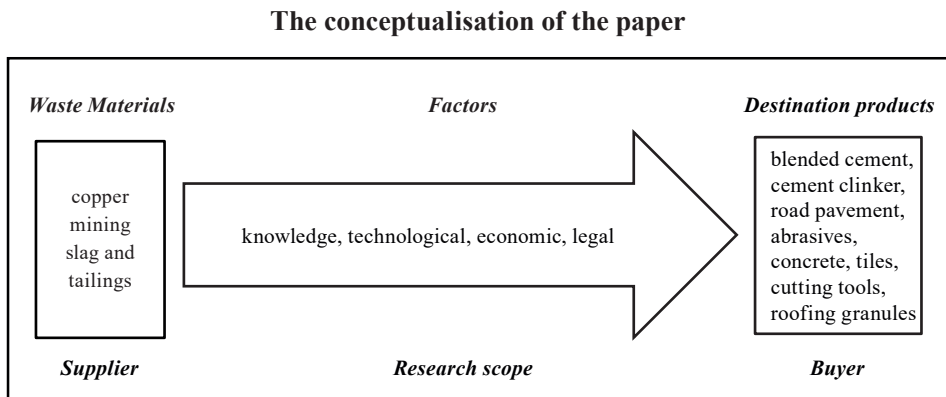 The conceptualisation of the paper
Waste Materials
Factors
Destination products
copper
mining
slag and
tailings
knowledge, technological, economic, legal
blended cement,
cement clinker,
road pavement,
abrasives,
concrete, tiles,
cutting tools,
roofing granules
Supplier
Research scope
Buyer